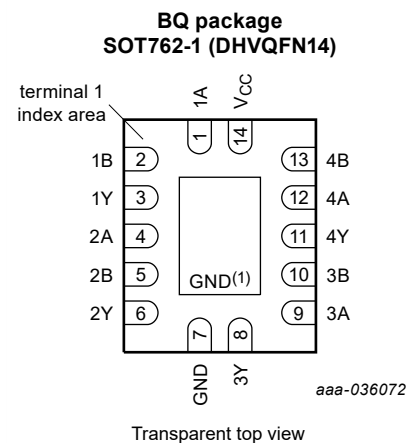 BQ package
SOT762-1 (DHVQFN14)
terminal 1
index area
1A
VCC
1
14
1B 2
13 4B
1Y 3
12 4A
2A 4
11 4Y
2B 5
10 3B
GND(1)
2Y 6
9 3A
7
8
GND
3Y
aaa-036072
Transparent top view